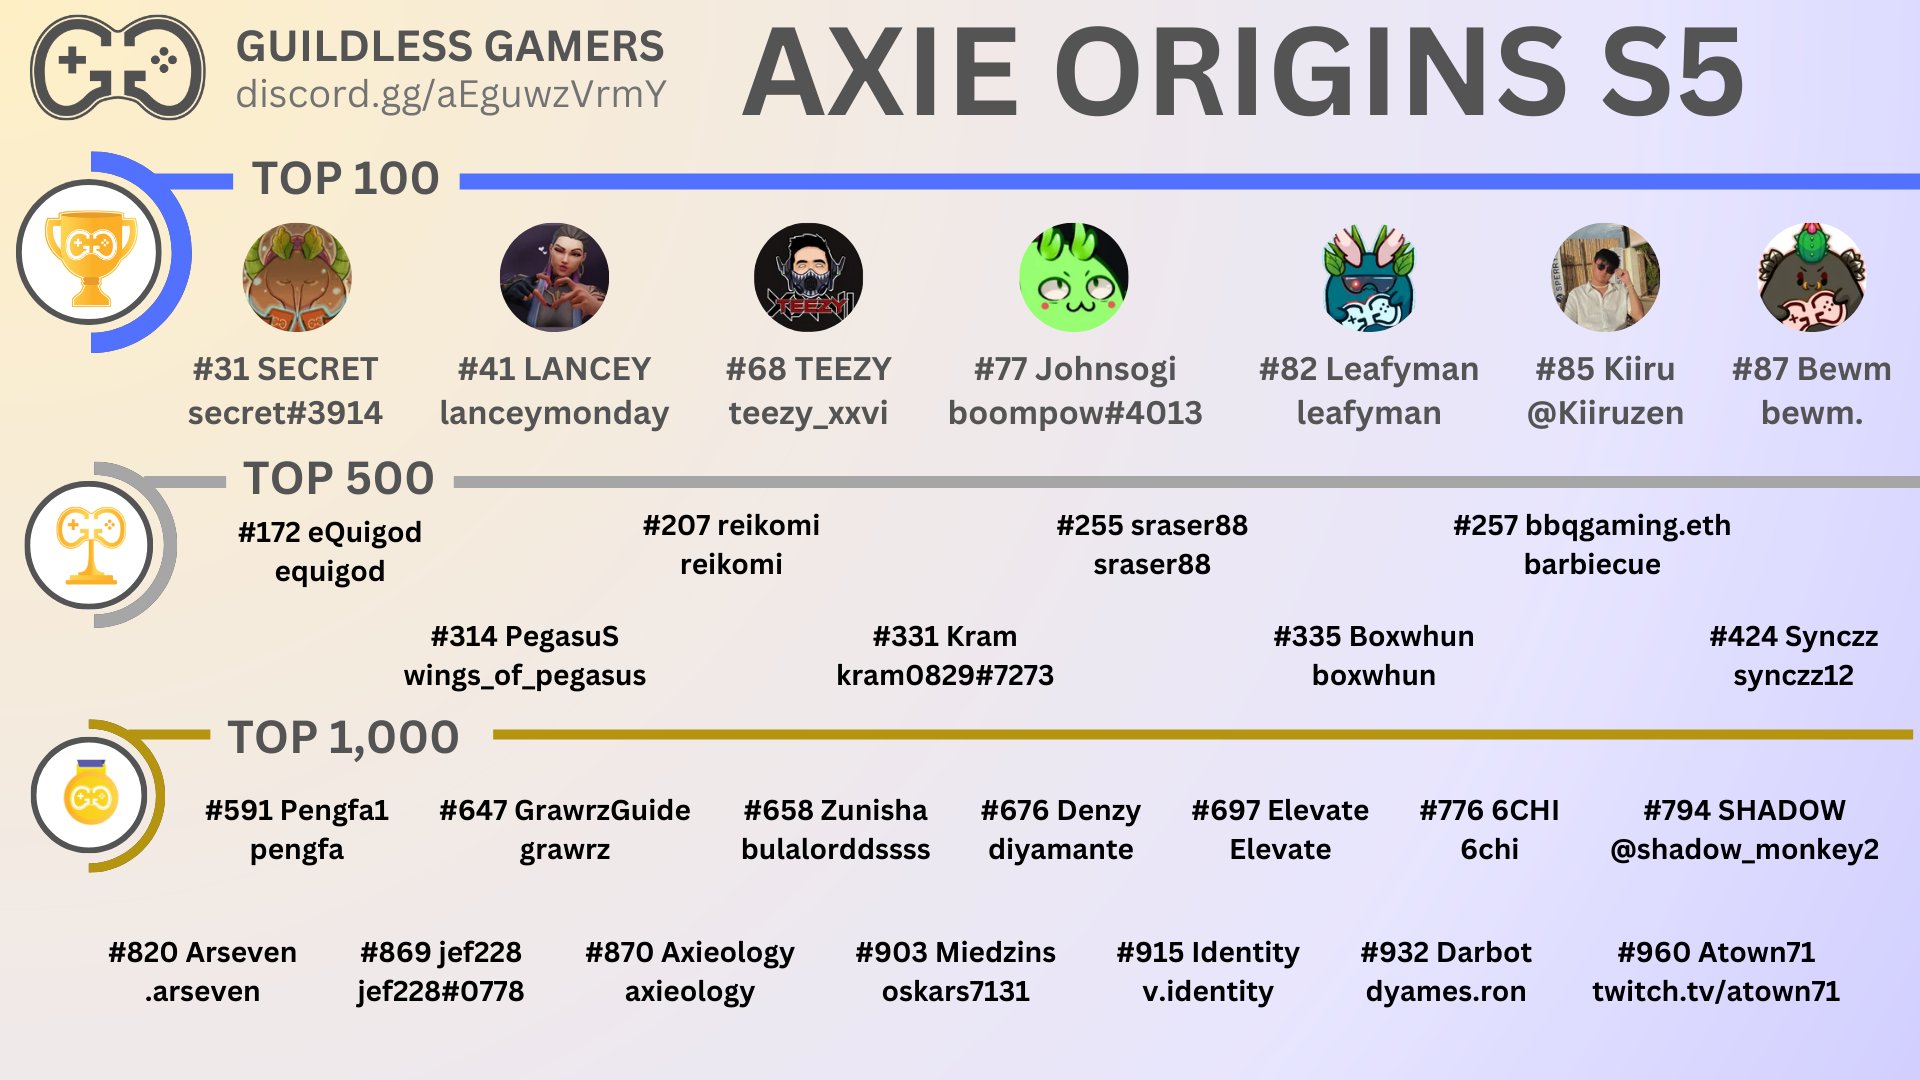 GUILDLESS GAMERS
discord.gg/aEguwzVrmY
AXIE ORIGINS S5
TOP 100
#31 SECRET
secret#3914
#41 LANCEY
lanceymonday
TEEZY
#68 TEEZY
teezy_xxvi
#77 Johnsogi
boompow#4013
#82 Leafyman
leafyman
#85 Kiiru
@Kiiruzen
#87 Bewm
bewm.
TOP 500
#172 eQuigod
equigod
#207 reikomi
reikomi
#255 sraser88
sraser88
#257 bbqgaming.eth
barbiecue
#314 PegasuS
wings_of_pegasus
#331 Kram
kram0829#7273
#335 Boxwhun
boxwhun
#424 Synczz
synczz12
TOP 1,000
#591 Pengfa1
pengfa
#647 GrawrzGuide
grawrz
#658 Zunisha
bulalorddssss
#676 Denzy
diyamante
#697 Elevate
Elevate
#776 6CHI
6chi
#794 SHADOW
@shadow_monkey2
#820 Arseven
.arseven
#869 jef228
jef228#0778
#870 Axieology
axieology
#903 Miedzins
oskars7131
#915 Identity
v.identity
#932 Darbot
dyames.ron
#960 Atown71
twitch.tv/atown71